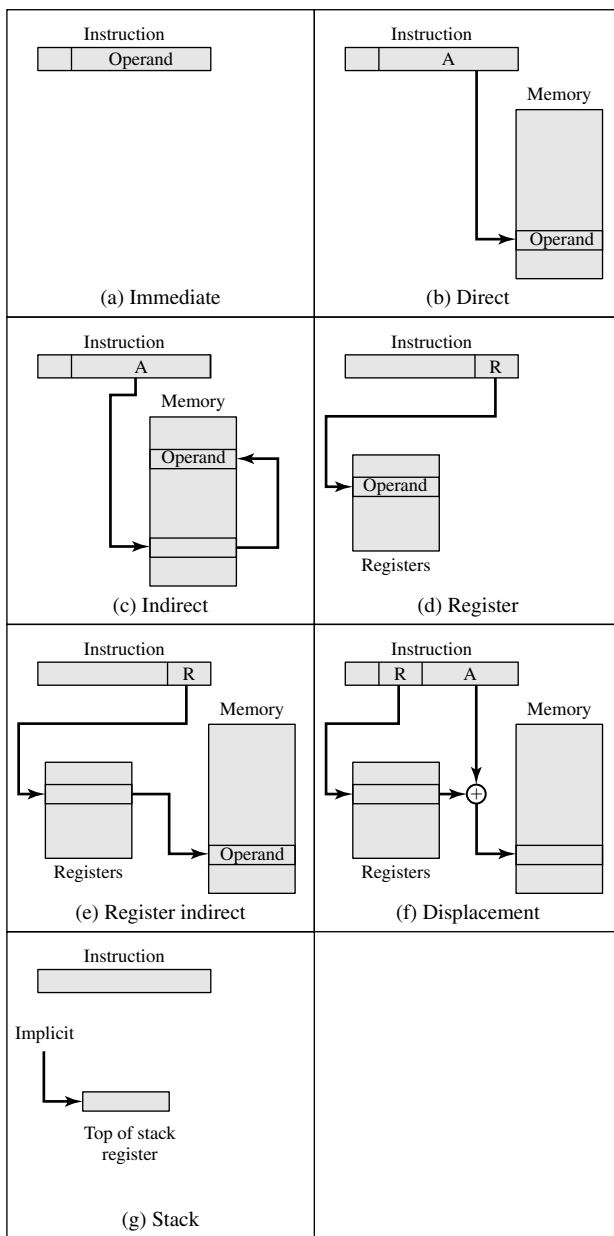 Instruction
Operand
(a) Immediate
Instruction
A
Memory
Operand
(b) Direct
Instruction
A
Memory
Operand
(c) Indirect
Instruction
R
Operand
Registers
(d) Register
Instruction
R
Memory
Operand
Registers
(e) Register indirect
Instruction
R A
Memory
+
Registers
(f) Displacement
Instruction
Implicit
Top of stack
register
(g) Stack